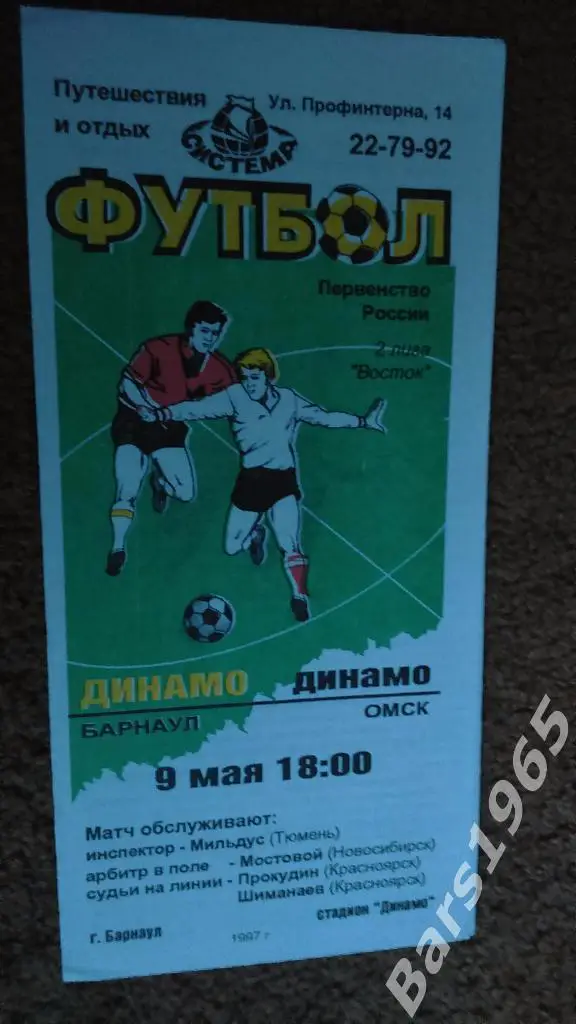 Путешествия
и отдых
СИСТЕМА
Ул. Профинтерна, 14
22-79-92
ФУТБОЛ
Первенство
России
2 лига
"Восток"
ДИНАМО
БАРНАУЛ
ДИНАМО
ОМСК
9 мая 18:00
Матч обслуживают:
инспектор - Мильдус (Тюмень)
арбитр в поле - Мостовой (Новосибирск)
судьи на линии - Прокудин (Красноярск)
Шиманаев (Красноярск)
г. Барнаул
1997 г
стадион "Динамо"
Bars1965